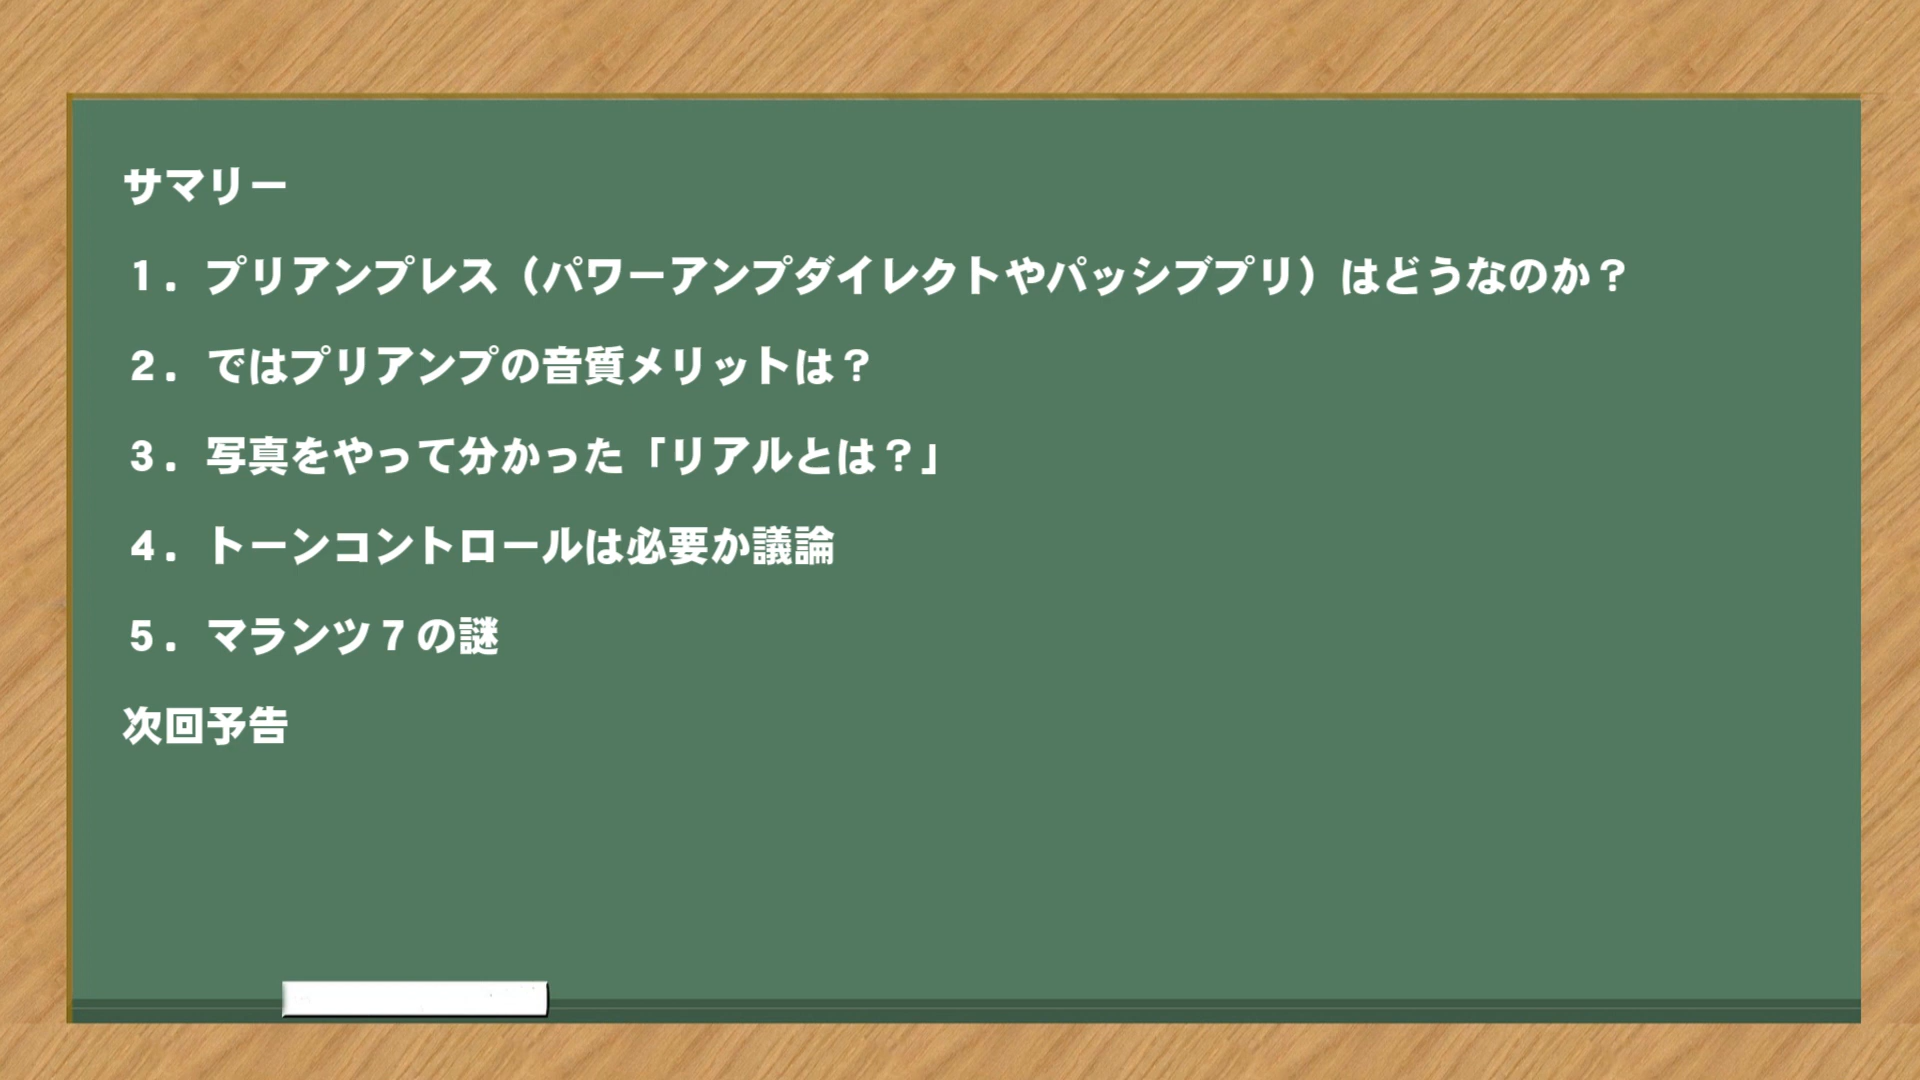 サマリー
１．プリアンプレス（パワーアンプダイレクトやパッシブプリ）はどうなのか？
２．ではプリアンプの音質メリットは？
３．写真をやって分かった「リアルとは？」
４．トーンコントロールは必要か議論
５．マランツ７の謎
次回予告